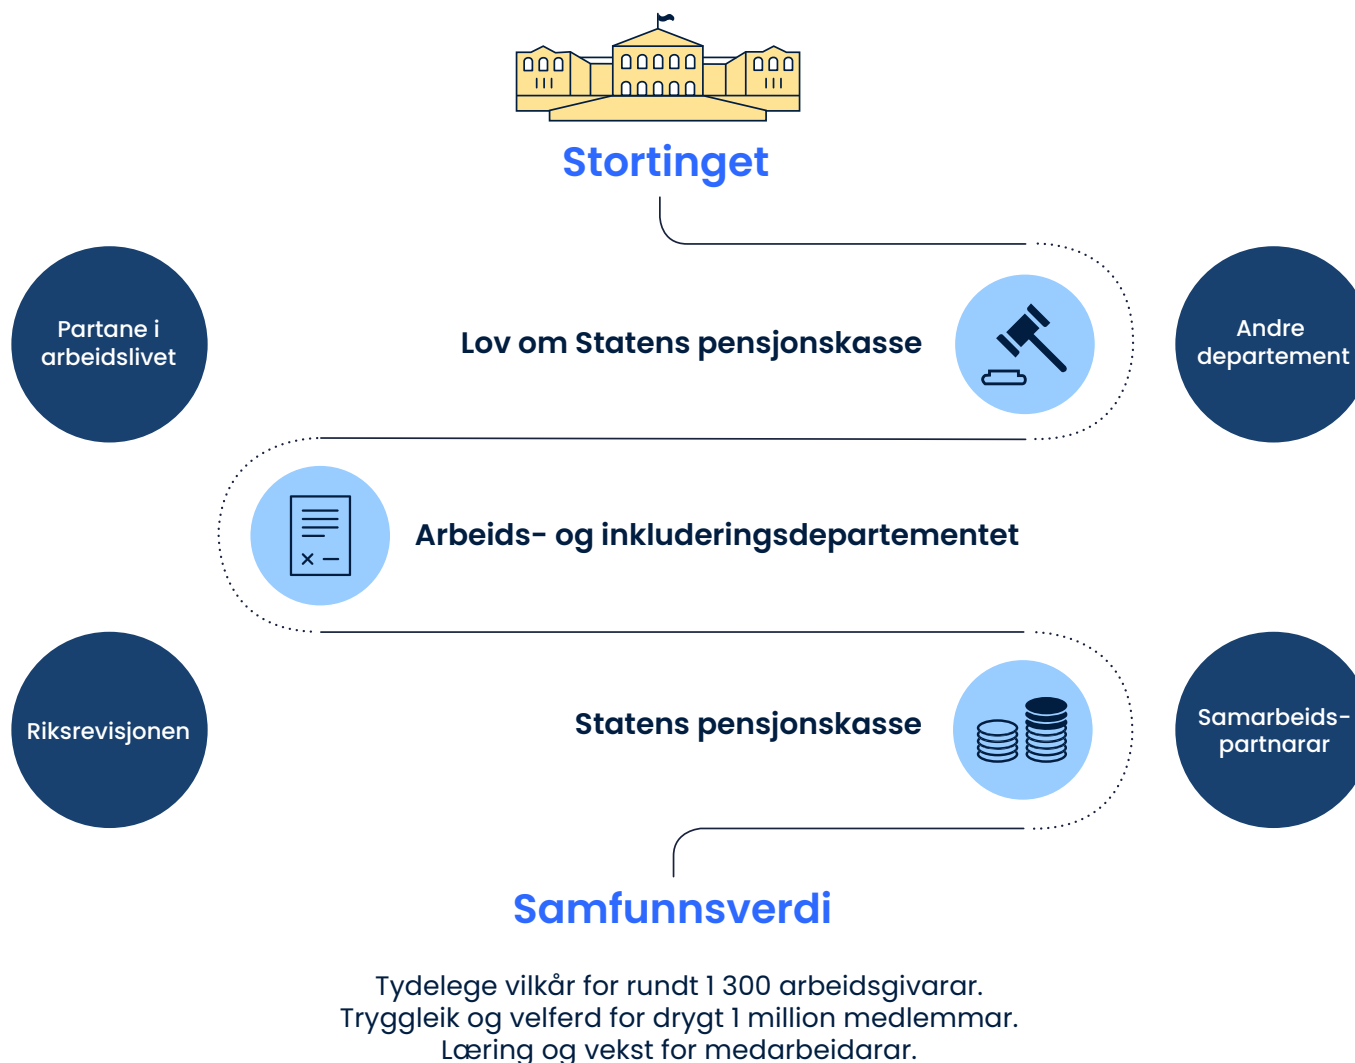 Stortinget
Partane i
arbeidslivet
Lov om Statens pensjonskasse
Andre
departement
Arbeids- og inkluderingsdepartementet
Riksrevisjonen
Statens pensjonskasse
Samarbeids-
partnarar
Samfunnsverdi
Tydelege vilkår for rundt 1 300 arbeidsgivarar.
Tryggleik og velferd for drygt 1 million medlemmar.
Læring og vekst for medarbeidarar.